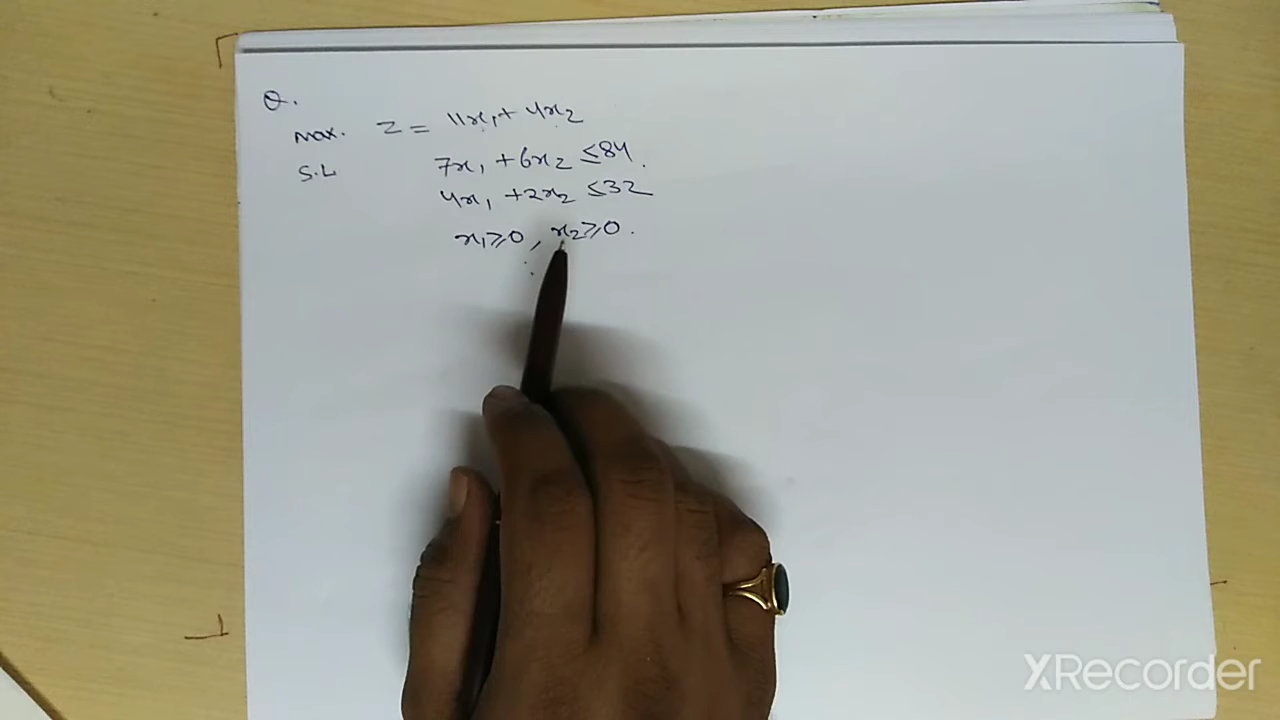 Q.
Max. Z = 11x₁ + 4x₂
S.t 7x₁ + 6x₂ ≤ 84.
4x₁ + 2x₂ ≤ 32
x₁ ≥ 0, x₂ ≥ 0.
XRecorder